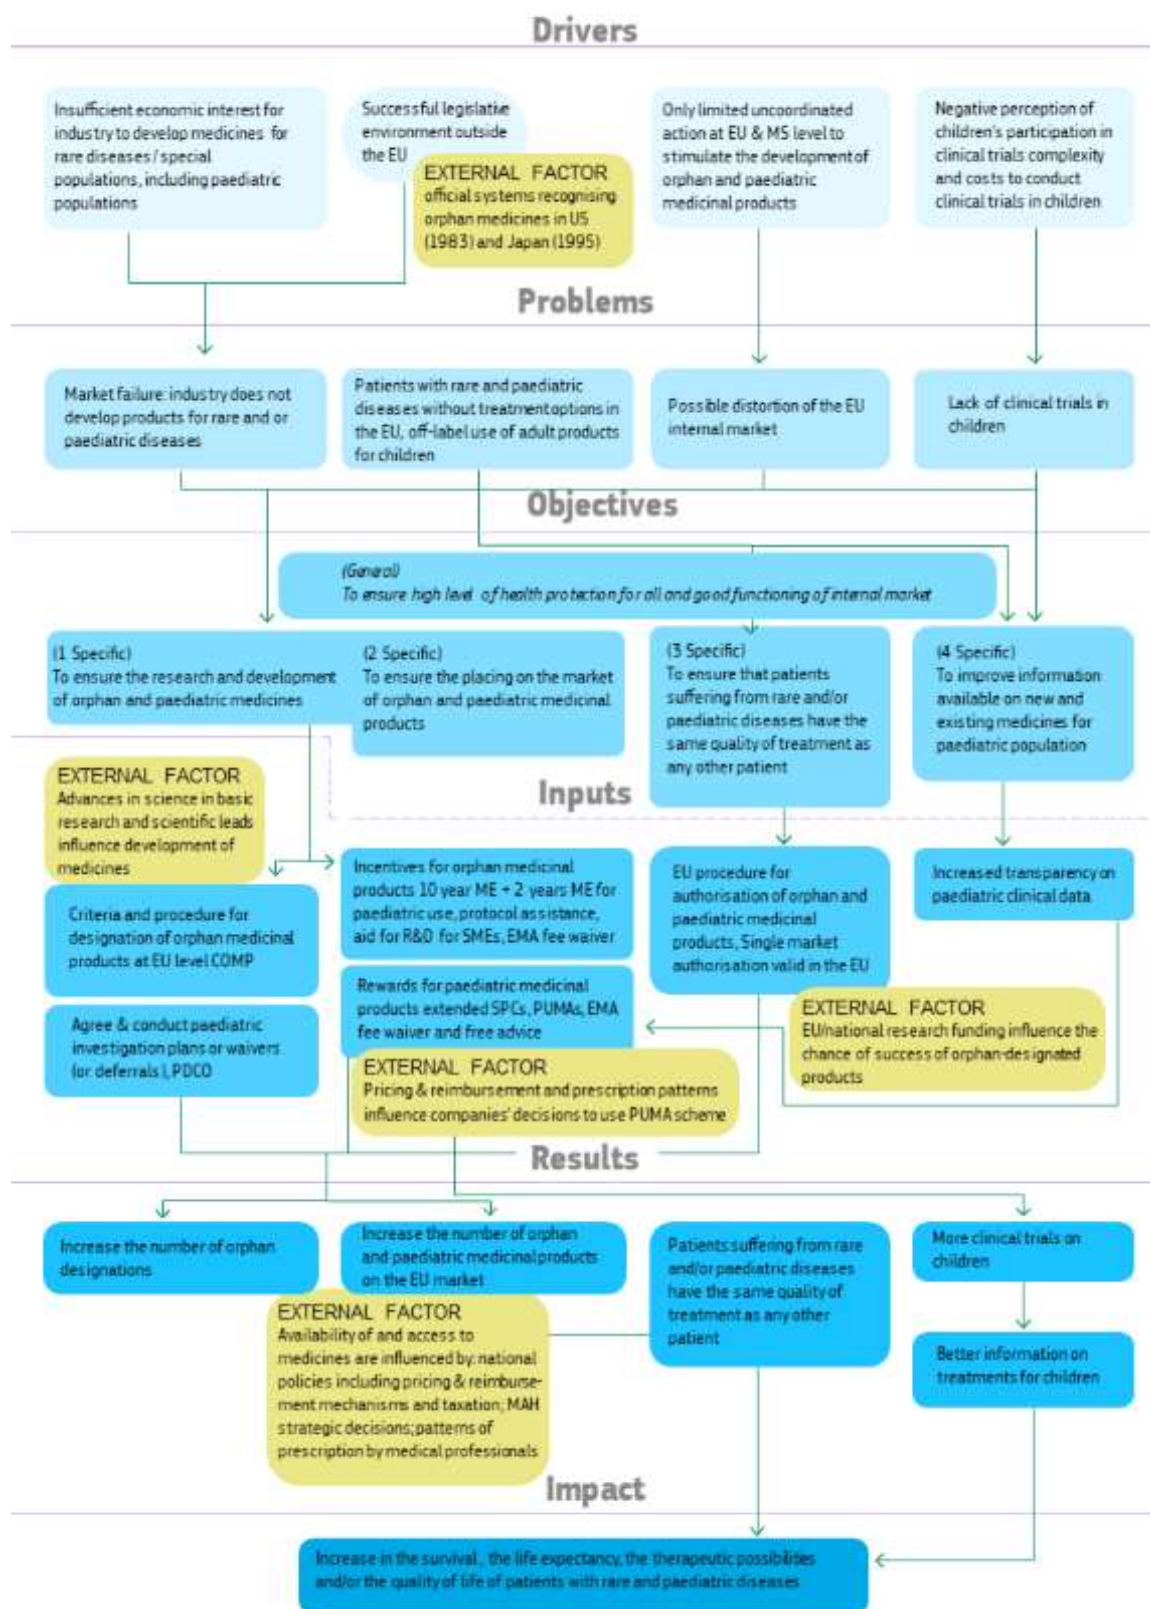 Drivers
Insufficient economic interest for
industry to develop medicines for
rare diseases / special
populations, including paediatric
populations
Successful legislative
environment outside
the EU
EXTERNAL FACTOR
official systems recognising
orphan medicines in US
(1983) and Japan (1995)
Only limited uncoordinated
action at EU & MS level to
stimulate the development of
orphan and paediatric
medicinal products
Negative perception of
children's participation in
clinical trials complexity
and costs to conduct
clinical trials in children
Problems
Market failure: industry does not
develop products for rare and or
paediatric diseases
Patients with rare and paediatric
diseases without treatment options in
the EU, off-label use of adult products
for children
Possible distortion of the EU
internal market
Lack of clinical trials in
children
Objectives
(General)
To ensure high level of health protection for all and good functioning of internal market
(1 Specific)
To ensure the research and development
of orphan and paediatric medicines
(2 Specific)
To ensure the placing on the market
of orphan and paediatric medicinal
products
(3 Specific)
To ensure that patients
suffering from rare and/or
paediatric diseases have the
same quality of treatment as
any other patient
(4 Specific)
To improve information
available on new and
existing medicines for
paediatric population
Inputs
EXTERNAL FACTOR
Advances in science in basic
research and scientific leads
influence development of
medicines
Criteria and procedure for
designation of orphan medicinal
products at EU level COMP
Agree & conduct paediatric
investigation plans or waivers
(or deferrals), PDCO
Incentives for orphan medicinal
products 10 year ME + 2 years ME for
paediatric use, protocol assistance,
aid for R&D for SMEs, EMA fee waiver
Rewards for paediatric medicinal
products extended SPCs, PUMAs, EMA
fee waiver and free advice
EXTERNAL FACTOR
Pricing & reimbursement and prescription patterns
influence companies' decisions to use PUMA scheme
EU procedure for
authorisation of orphan and
paediatric medicinal
products, Single market
authorisation valid in the EU
Increased transparency on
paediatric clinical data
EXTERNAL FACTOR
EU/national research funding influence the
chance of success of orphan-designated
products
Results
Increase the number of orphan
designations
Increase the number of orphan
and paediatric medicinal products
on the EU market
EXTERNAL FACTOR
Availability of and access to
medicines are influenced by: national
policies including pricing & reimburse-
ment mechanisms and taxation; MAH
strategic decisions; patterns of
prescription by medical professionals
Patients suffering from rare
and/or paediatric diseases
have the same quality of
treatment as any other
patient
More clinical trials on
children
Better information on
treatments for children
Impact
Increase in the survival, the life expectancy, the therapeutic possibilities
and/or the quality of life of patients with rare and paediatric diseases